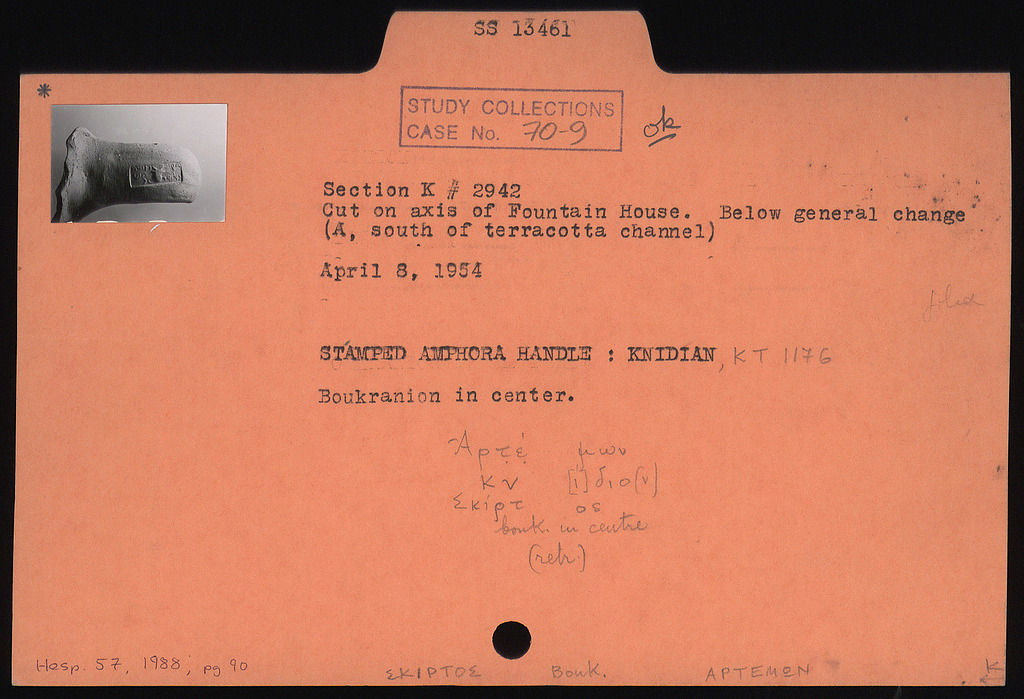 SS 13461
*
STUDY COLLECTIONS
CASE No. 70-9
ok
Section K # 2942
Cut on axis of Fountain House. Below general change
(A, south of terracotta channel)
April 8, 1954
filed
STAMPED AMPHORA HANDLE : KNIDIAN, KT 1176
Boukranion in center.
Ἀρτέ μων
κν [ι]διο(ν)
Σκίρτ ος
bouk. in centre
(retr.)
Hesp. 57, 1988; pg 90
ΣΚΙΡΤΟΣ Bouk. ΑΡΤΕΜΩΝ
K